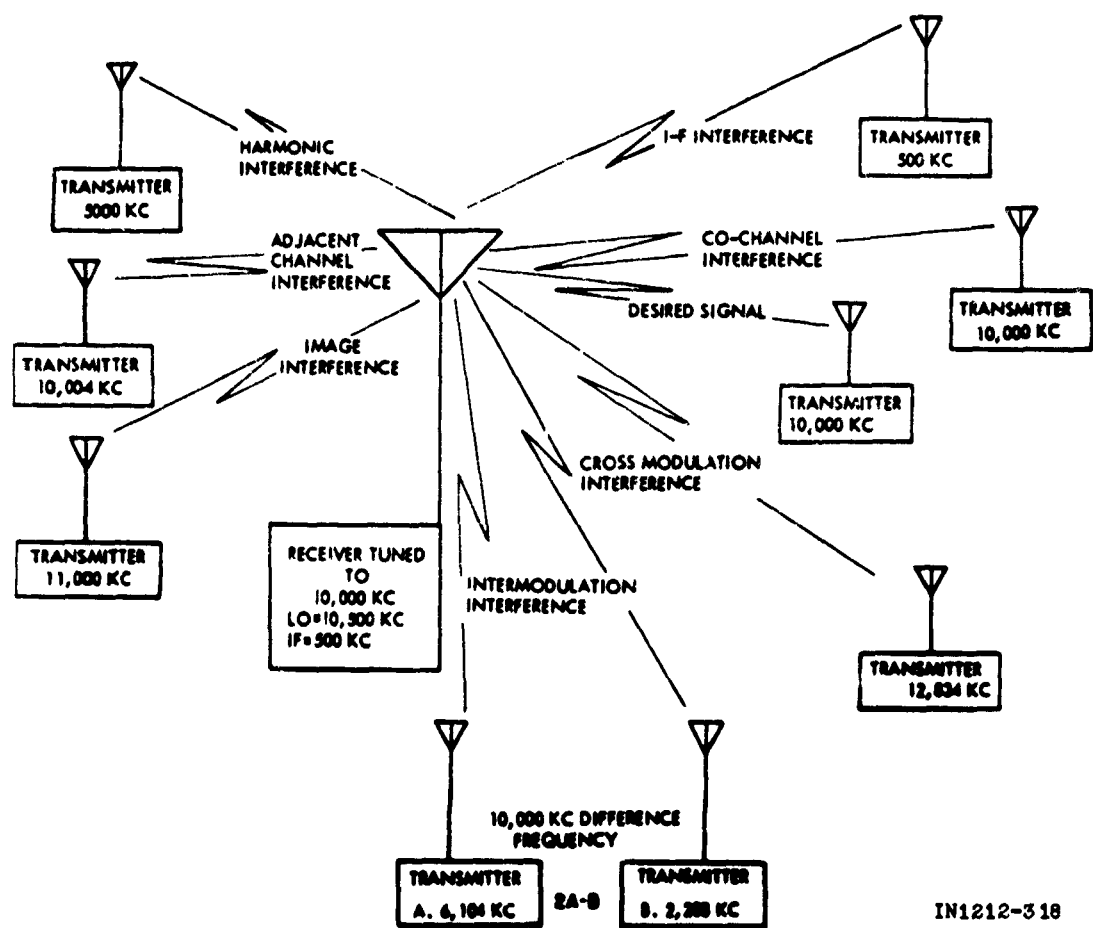 HARMONIC
INTERFERENCE
I-F INTERFERENCE
TRANSMITTER
500 KC
TRANSMITTER
5000 KC
ADJACENT
CHANNEL
INTERFERENCE
CO-CHANNEL
INTERFERENCE
DESIRED SIGNAL
TRANSMITTER
10,000 KC
TRANSMITTER
10,004 KC
IMAGE
INTERFERENCE
TRANSMITTER
10,000 KC
CROSS MODULATION
INTERFERENCE
TRANSMITTER
11,000 KC
RECEIVER TUNED
TO
10,000 KC
LO=10,500 KC
IF=500 KC
INTERMODULATION
INTERFERENCE
TRANSMITTER
12,834 KC
10,000 KC DIFFERENCE
FREQUENCY
TRANSMITTER
A. 6,104 KC
2A-B
TRANSMITTER
B. 2,208 KC
IN1212-318